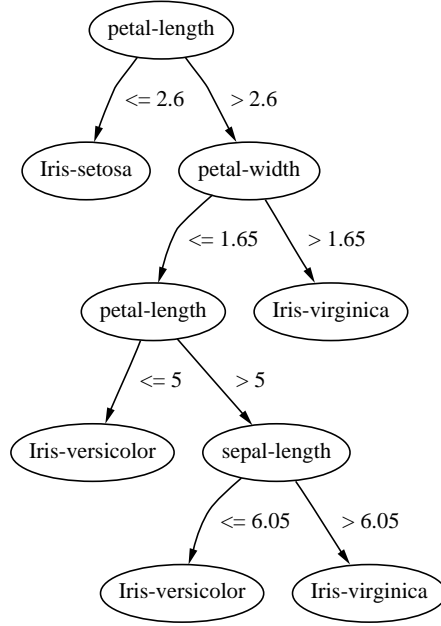 petal-length
<= 2.6
> 2.6
Iris-setosa
petal-width
<= 1.65
> 1.65
petal-length
Iris-virginica
<= 5
> 5
Iris-versicolor
sepal-length
<= 6.05
> 6.05
Iris-versicolor
Iris-virginica